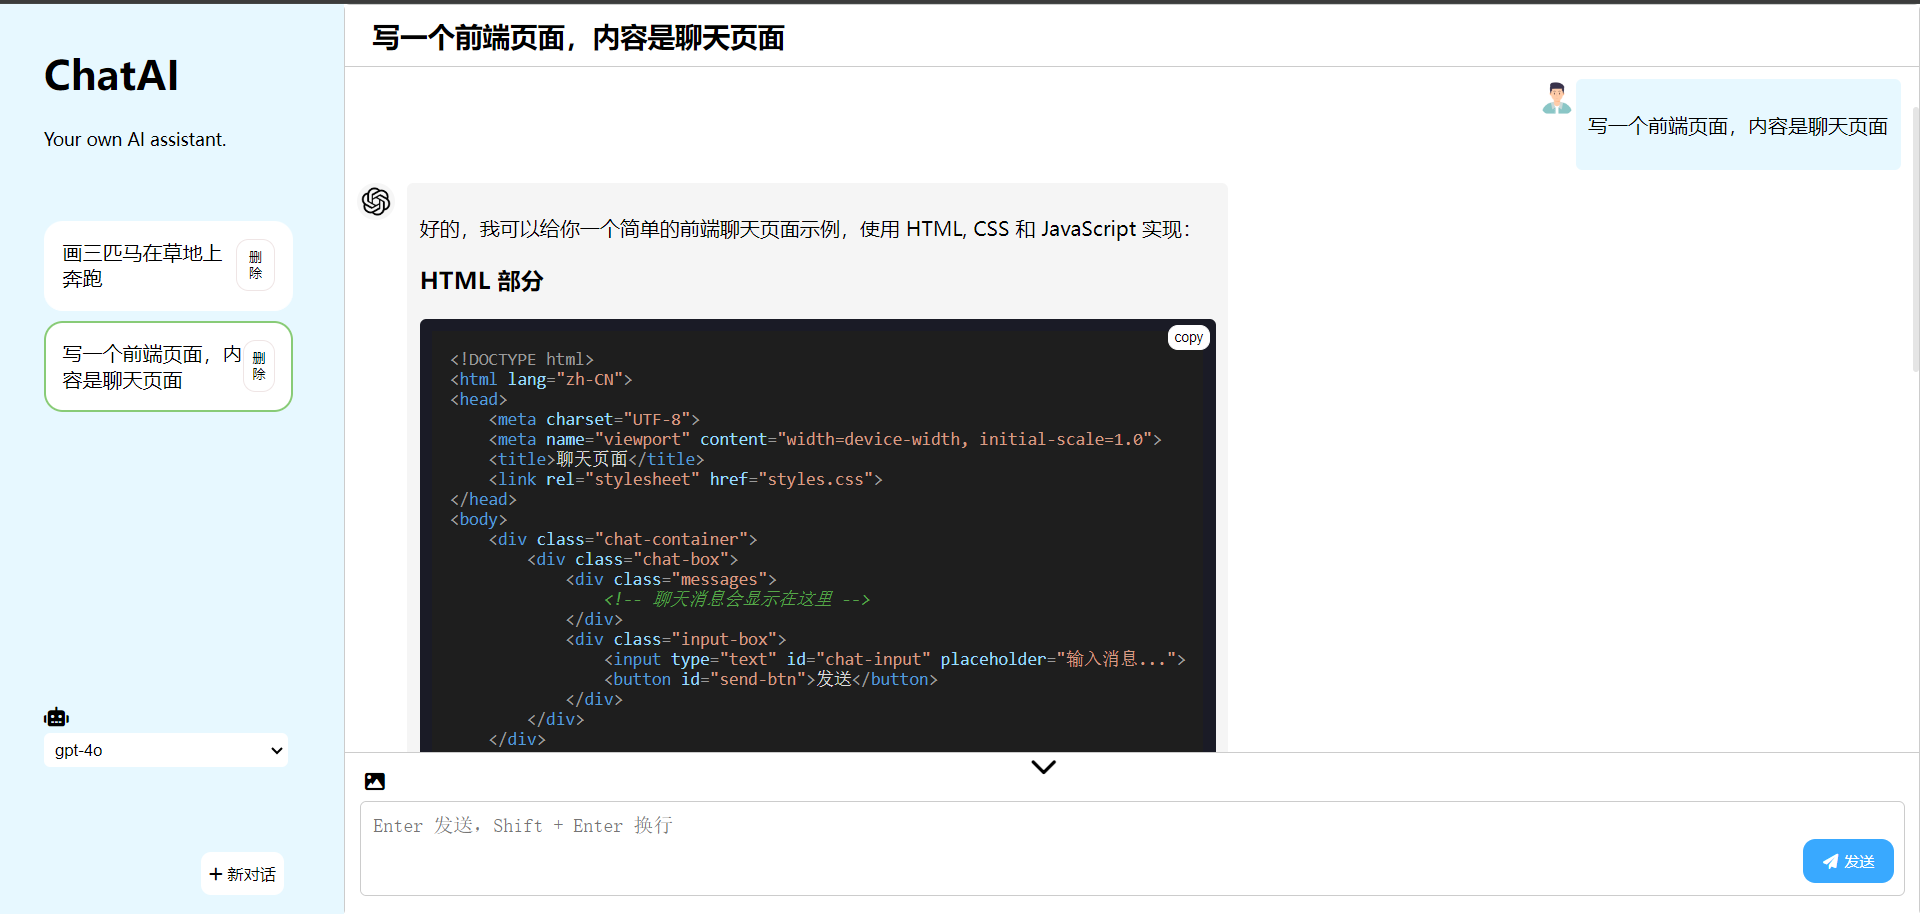 ChatAI
Your own AI assistant.
画三匹马在草地上
奔跑
删
除
写一个前端页面，内
容是聊天页面
删
除
gpt-4o
新对话
写一个前端页面，内容是聊天页面
写一个前端页面，内容是聊天页面
好的，我可以给你一个简单的前端聊天页面示例，使用 HTML, CSS 和 JavaScript 实现：
HTML 部分
copy
<!DOCTYPE html>
<html lang="zh-CN">
<head>
    <meta charset="UTF-8">
    <meta name="viewport" content="width=device-width, initial-scale=1.0">
    <title>聊天页面</title>
    <link rel="stylesheet" href="styles.css">
</head>
<body>
    <div class="chat-container">
        <div class="chat-box">
            <div class="messages">
                <!-- 聊天消息会显示在这里 -->
            </div>
            <div class="input-box">
                <input type="text" id="chat-input" placeholder="输入消息...">
                <button id="send-btn">发送</button>
            </div>
        </div>
    </div>
Enter 发送，Shift + Enter 换行
发送